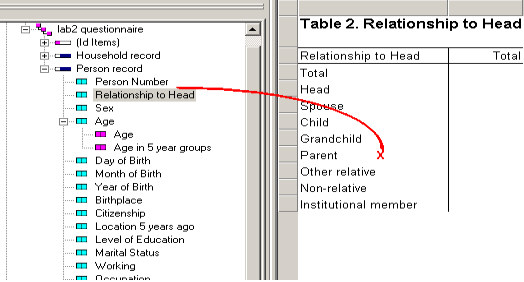 lab2 questionnaire
(Id Items)
Household record
Person record
Person Number
Relationship to Head
Sex
Age
Age
Age in 5 year groups
Day of Birth
Month of Birth
Year of Birth
Birthplace
Citizenship
Location 5 years ago
Level of Education
Marital Status
Working
Occupation
Table 2. Relationship to Head
Relationship to Head Total
Total
Head
Spouse
Child
Grandchild
Parent X
Other relative
Non-relative
Institutional member